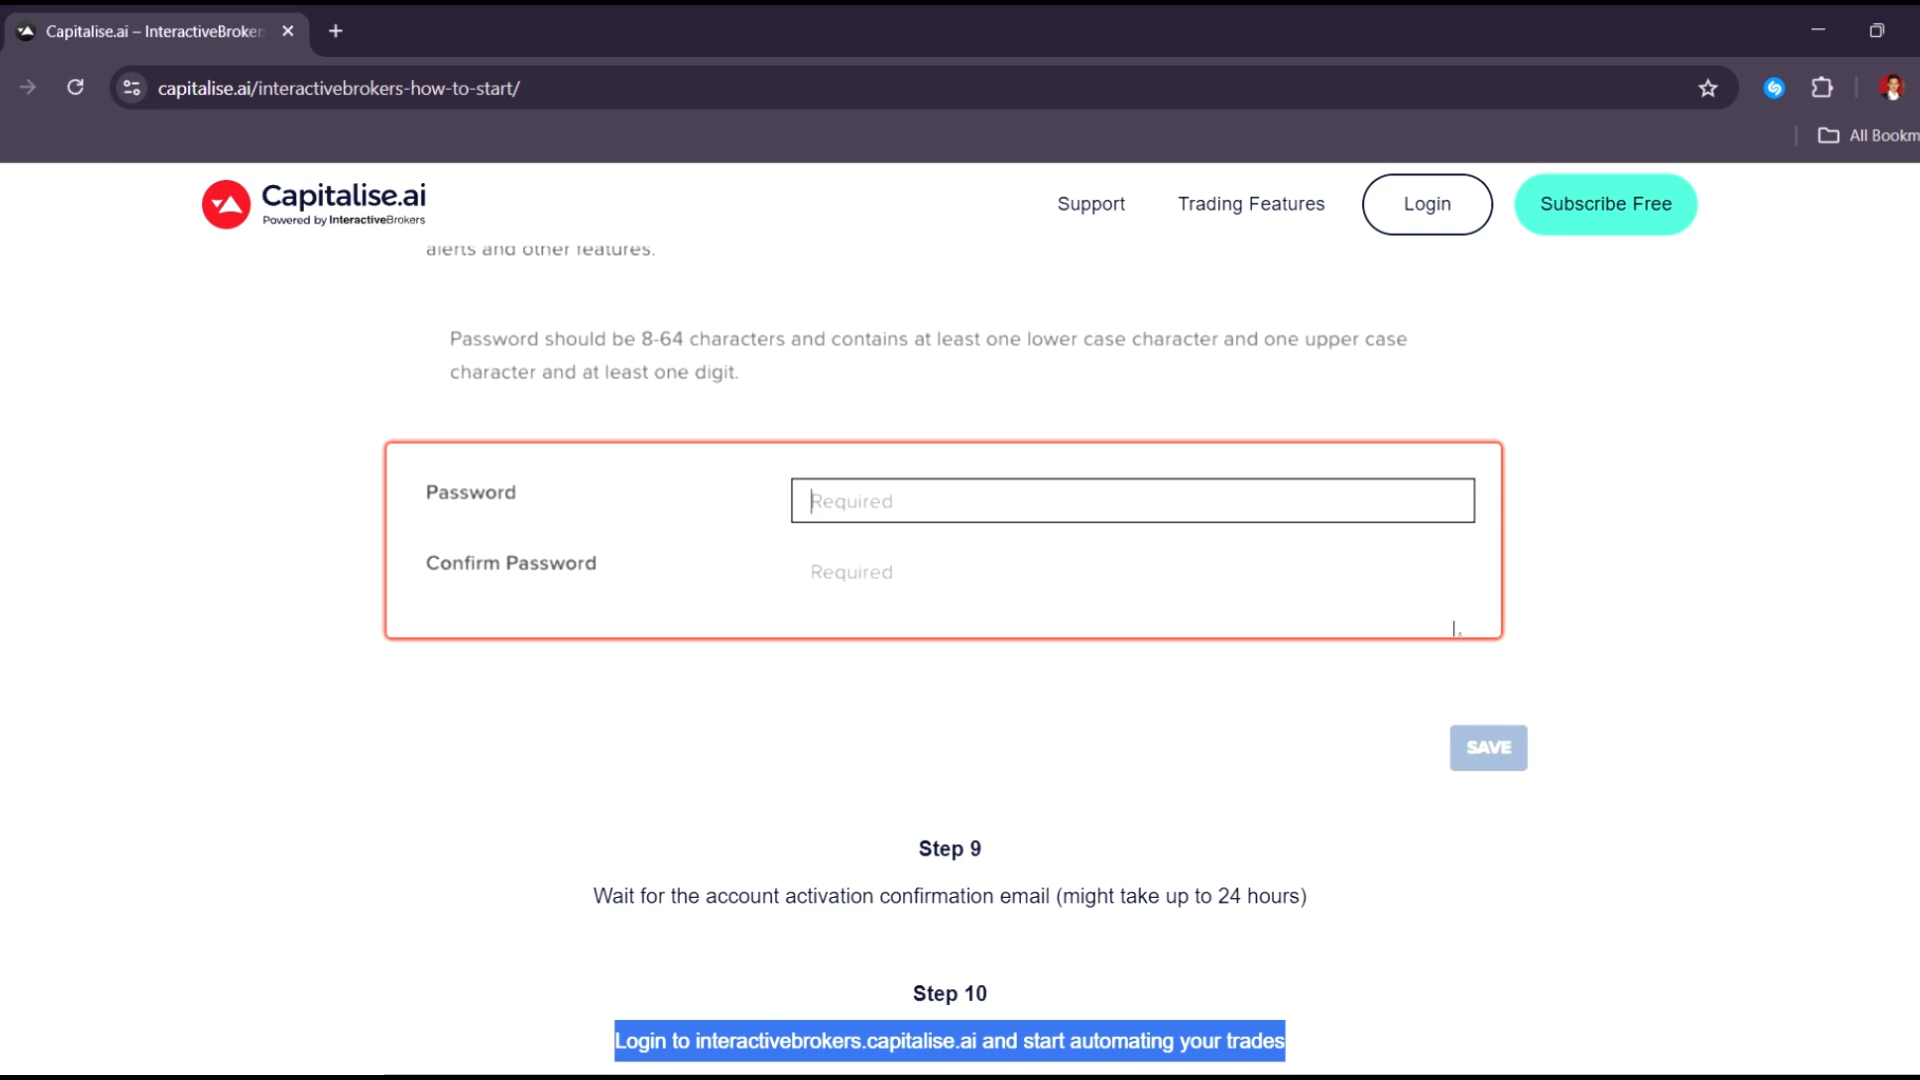 Capitalise.ai – InteractiveBroker
capitalise.ai/interactivebrokers-how-to-start/
All Bookm
Capitalise.ai
Powered by InteractiveBrokers
Support
Trading Features
Login
Subscribe Free
alerts and other features.
Password should be 8-64 characters and contains at least one lower case character and one upper case
character and at least one digit.
Password
Required
Confirm Password
Required
SAVE
Step 9
Wait for the account activation confirmation email (might take up to 24 hours)
Step 10
Login to interactivebrokers.capitalise.ai and start automating your trades